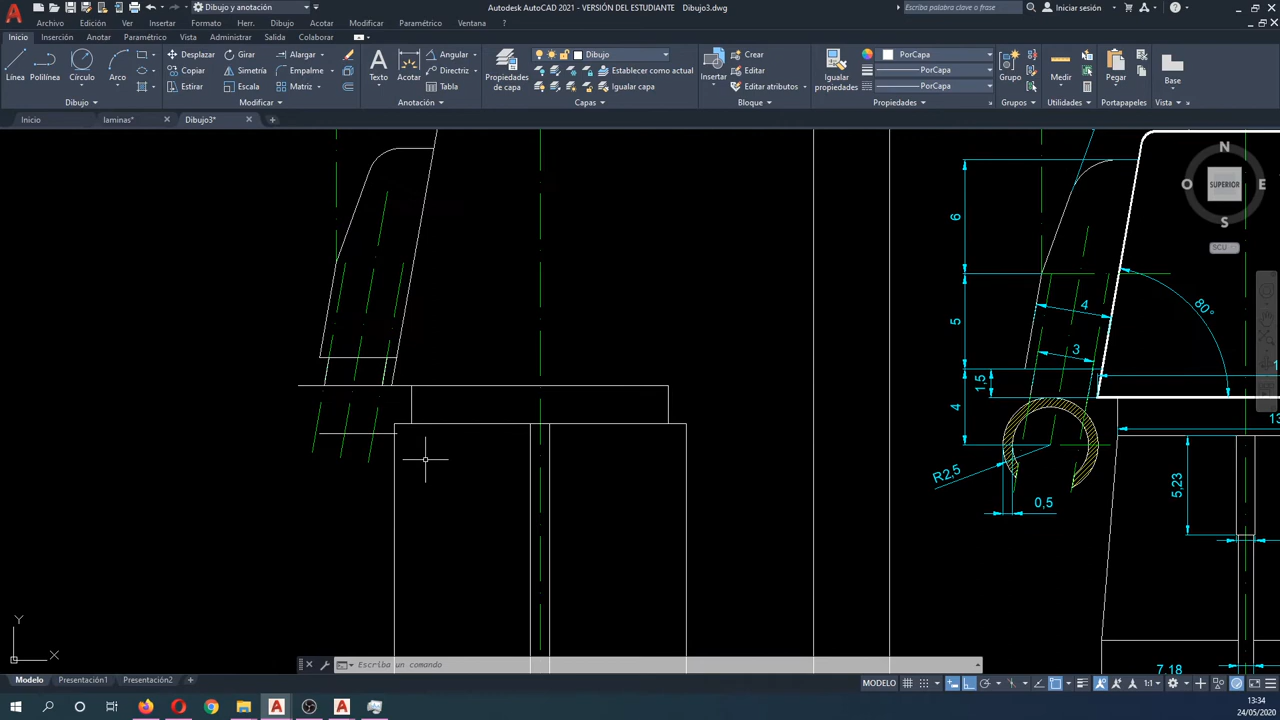 Dibujo y anotación
Autodesk AutoCAD 2021 - VERSIÓN DEL ESTUDIANTE Dibujo3.dwg
Escriba palabra clave o frase
Iniciar sesión
Archivo Edición Ver Insertar Formato Herr. Dibujo Acotar Modificar Paramétrico Ventana ?
Inicio Inserción Anotar Paramétrico Vista Administrar Salida Colaborar
Línea Polilínea Círculo Arco
Desplazar Girar Alargar
Copiar Simetría Empalme
Estirar Escala Matriz
A
Texto Acotar
Angular
Directriz
Tabla
Propiedades de capa
Dibujo
Establecer como actual
Igualar capa
Insertar
Crear
Editar
Editar atributos
Igualar propiedades
PorCapa
PorCapa
PorCapa
Grupo
Medir
Pegar
Base
Dibujo Modificar Anotación Capas Bloque Propiedades Grupos Utilidades Portapapeles Vista
Inicio laminas* Dibujo3*
N
O SUPERIOR E
S
SCU
6
5
4
1,5
4
3
80°
R2,5
0,5
5,23
13
1
7,18
Y
X
Escriba un comando
Modelo Presentación1 Presentación2 +
MODELO 1:1
13:34
24/05/2020